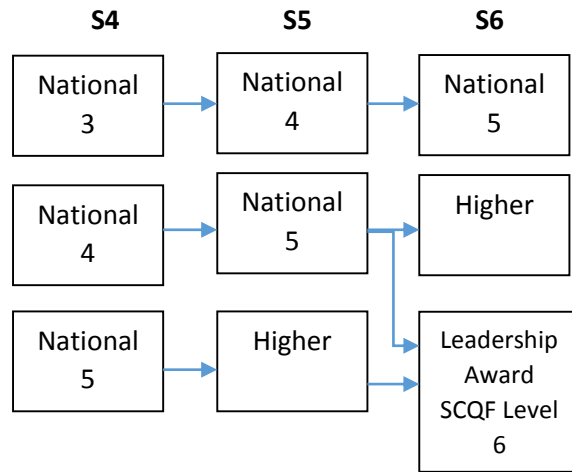 S4 S5 S6
National
3
National
4
National
5
National
4
National
5
Higher
National
5
Higher
Leadership
Award
SCQF Level
6